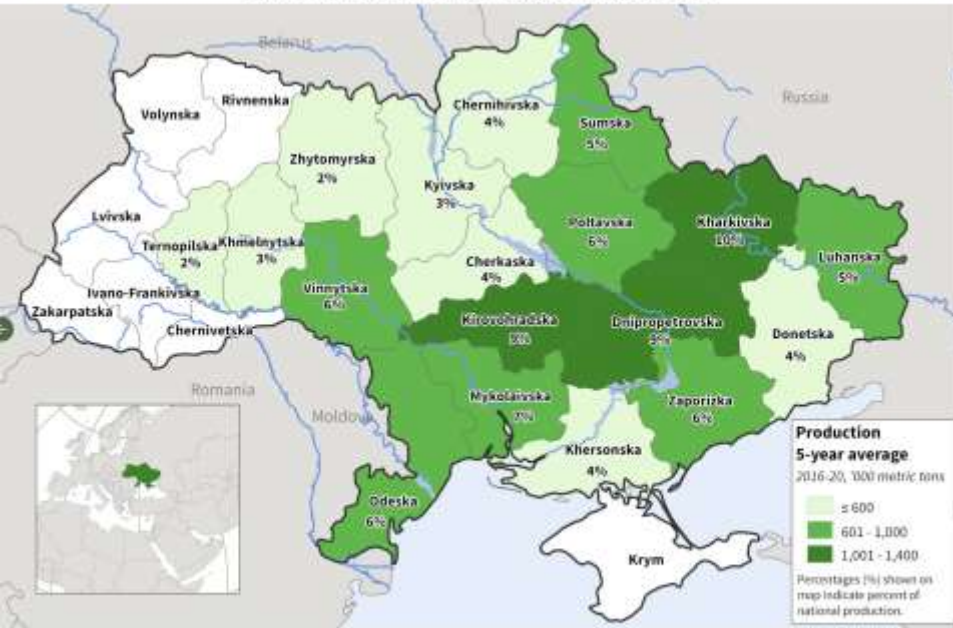 Belarus
Russia
Volynska
Rivnenska
Chernihivska
4%
Sumska
5%
Zhytomyrska
2%
Kyivska
3%
Lvivska
Ternopilska
2%
Khmelnytska
3%
Poltavska
6%
Kharkivska
10%
Luhanska
5%
Cherkaska
4%
Vinnytska
6%
Ivano-Frankivska
Zakarpatska
Chernivetska
Kirovohradska
Dnipropetrovska
Donetska
4%
Romania
Moldova
Mykolaivska
7%
Zaporizka
6%
Khersonska
4%
Odeska
6%
Krym
Production
5-year average
2016-20, '000 metric tons
≤ 600
601 - 1,000
1,001 - 1,400
Percentages (%) shown on
map indicate percent of
national production.